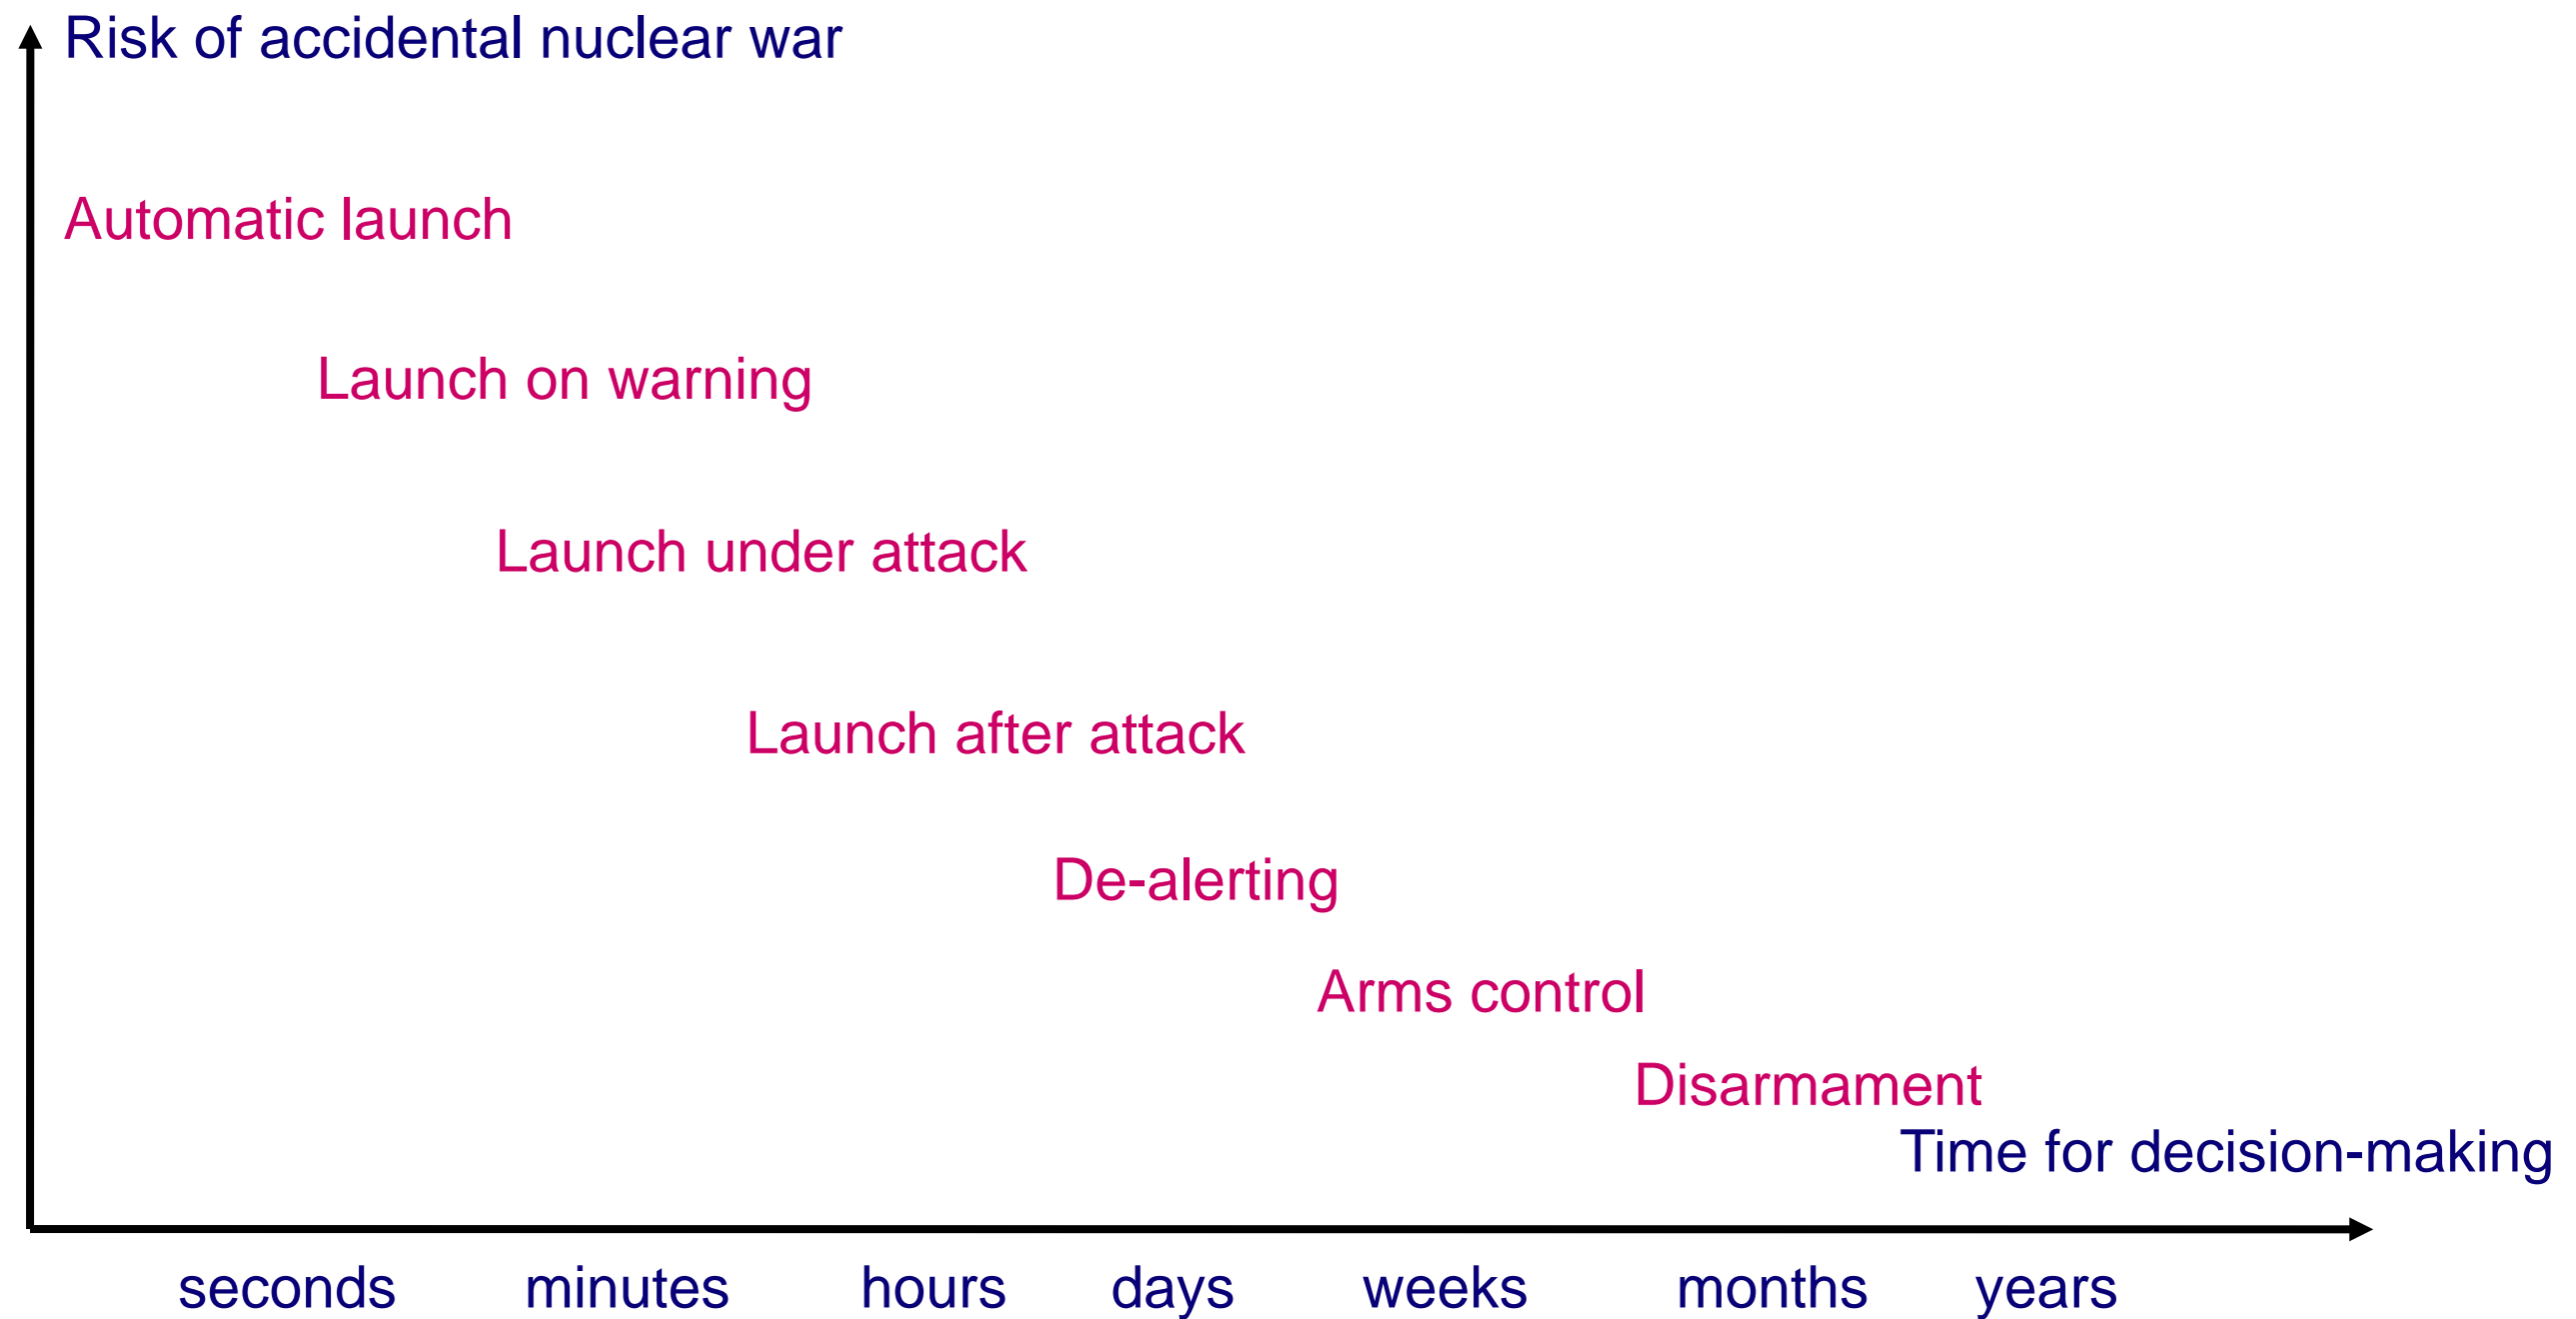 Risk of accidental nuclear war
Automatic launch
Launch on warning
Launch under attack
Launch after attack
De-alerting
Arms control
Disarmament
Time for decision-making
seconds minutes hours days weeks months years